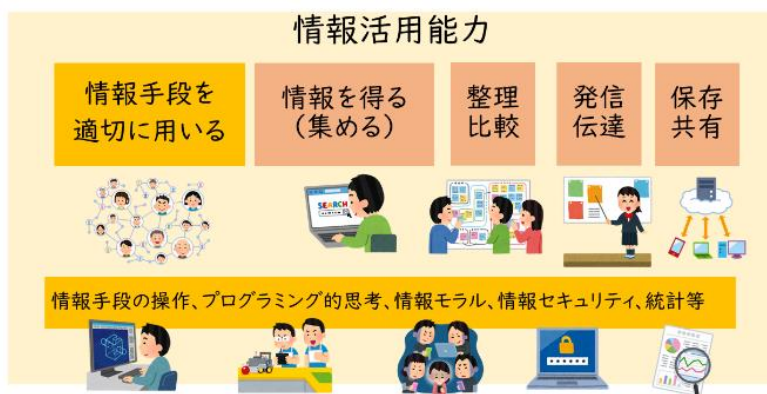 情報活用能力
情報手段を
適切に用いる
情報を得る
（集める）
整理
比較
発信
伝達
保存
共有
SEARCH
情報手段の操作、プログラミング的思考、情報モラル、情報セキュリティ、統計等